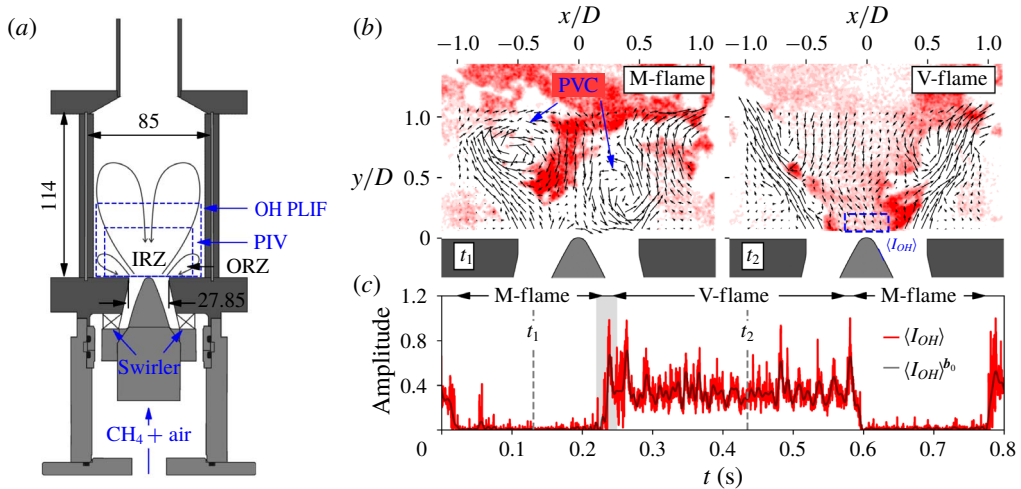 (a)
85
114
OH PLIF
PIV
IRZ
ORZ
27.85
Swirler
CH4 + air
(b)
x/D
x/D
−1.0 −0.5 0 0.5 1.0
−1.0 −0.5 0 0.5 1.0
M-flame
V-flame
PVC
1.0
y/D 0.5
0
t1
t2
⟨IOH⟩
(c)
M-flame V-flame M-flame
1.2
0.8
0.4
Amplitude
t1
t2
⟨IOH⟩
⟨IOH⟩b0
0 0.1 0.2 0.3 0.4 0.5 0.6 0.7 0.8
t (s)